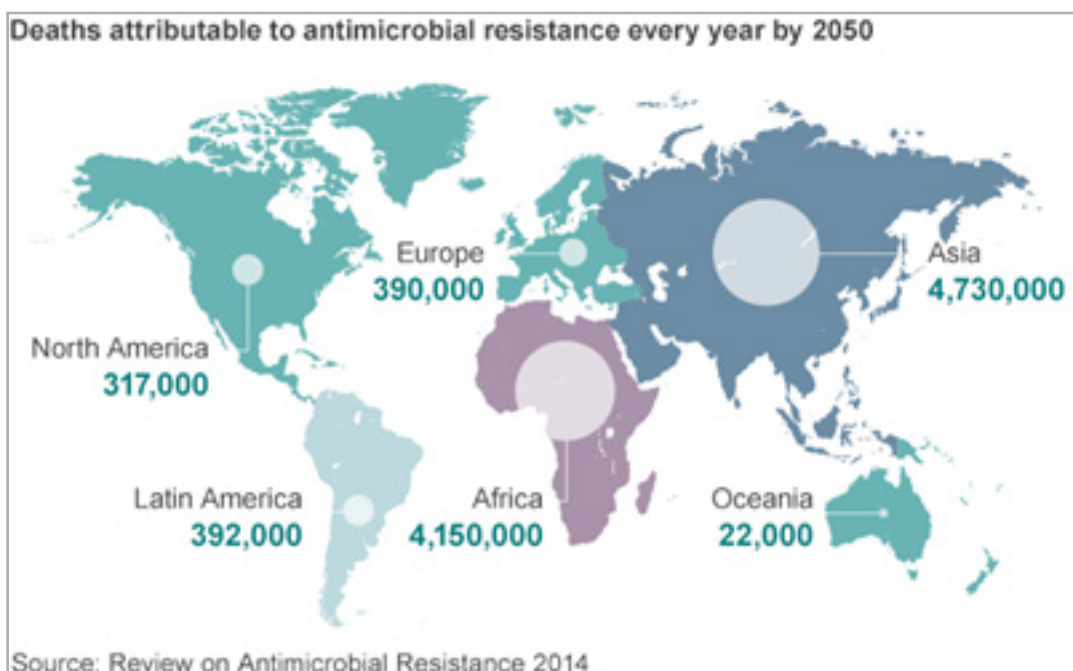 Deaths attributable to antimicrobial resistance every year by 2050
Europe
390,000
Asia
4,730,000
North America
317,000
Latin America
392,000
Africa
4,150,000
Oceania
22,000
Source: Review on Antimicrobial Resistance 2014